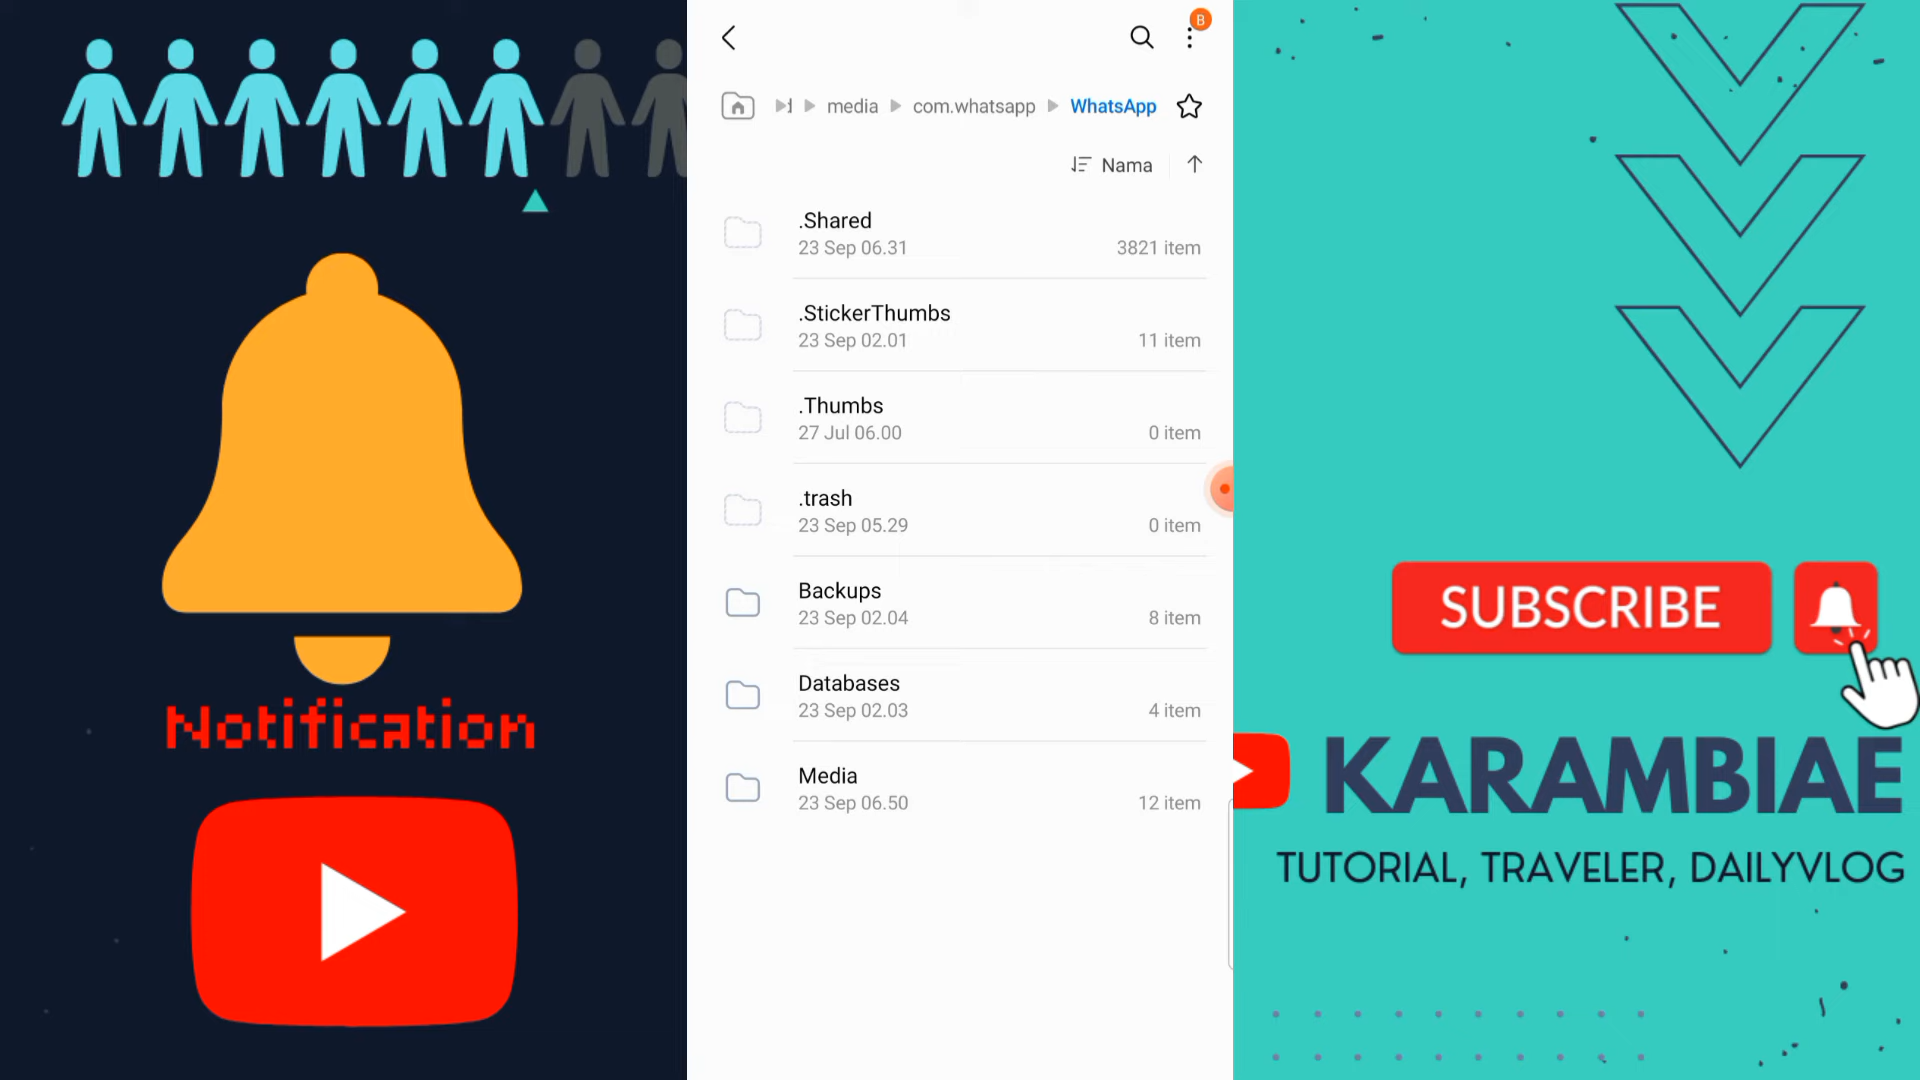 B
media
com.whatsapp
WhatsApp
Nama
.Shared
23 Sep 06.31
3821 item
.StickerThumbs
23 Sep 02.01
11 item
.Thumbs
27 Jul 06.00
0 item
.trash
23 Sep 05.29
0 item
Backups
23 Sep 02.04
8 item
Databases
23 Sep 02.03
4 item
Media
23 Sep 06.50
12 item
Notification
SUBSCRIBE
KARAMBIAE
TUTORIAL, TRAVELER, DAILYVLOG